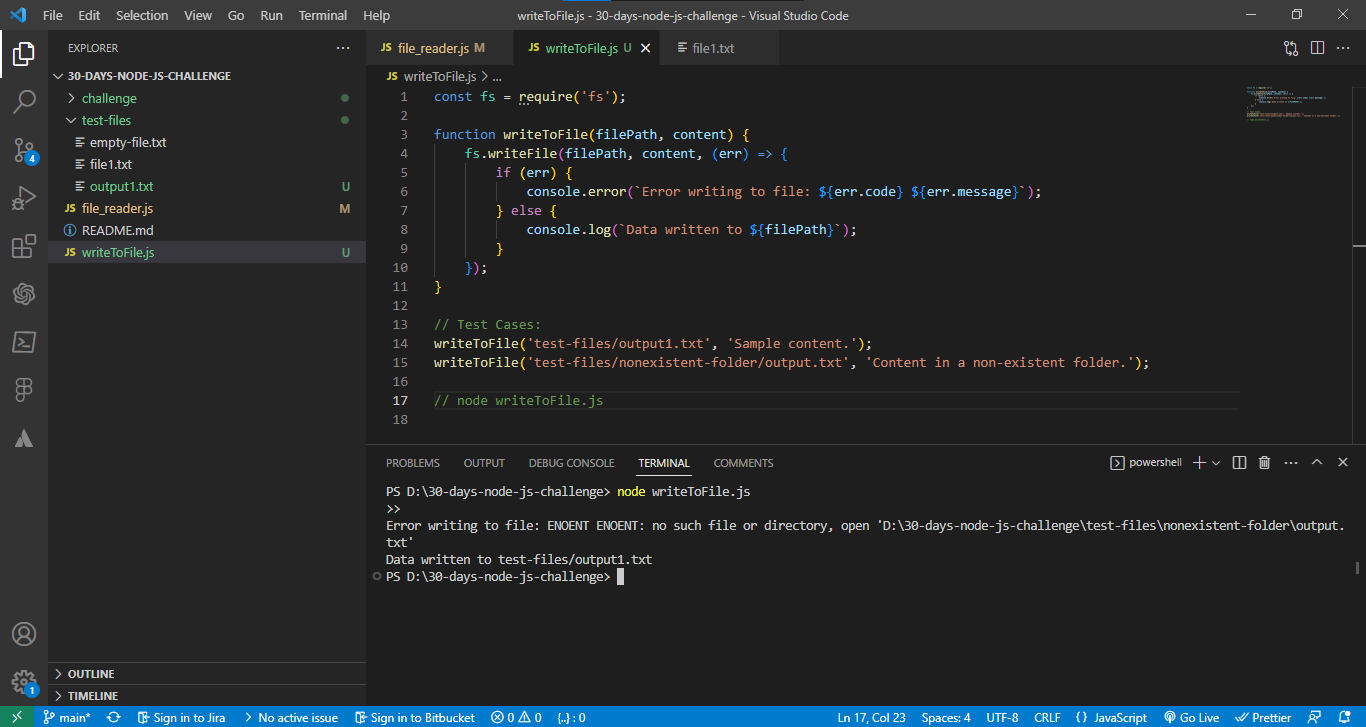 File Edit Selection View Go Run Terminal Help writeToFile.js - 30-days-node-js-challenge - Visual Studio Code
EXPLORER
30-DAYS-NODE-JS-CHALLENGE
challenge
test-files
empty-file.txt
file1.txt
output1.txt U
JS file_reader.js M
README.md
JS writeToFile.js U
OUTLINE
TIMELINE
4
1
JS file_reader.js M JS writeToFile.js U file1.txt
JS writeToFile.js > ...
1 const fs = require('fs');
2
3 function writeToFile(filePath, content) {
4 fs.writeFile(filePath, content, (err) => {
5 if (err) {
6 console.error(`Error writing to file: ${err.code} ${err.message}`);
7 } else {
8 console.log(`Data written to ${filePath}`);
9 }
10 });
11 }
12
13 // Test Cases:
14 writeToFile('test-files/output1.txt', 'Sample content.');
15 writeToFile('test-files/nonexistent-folder/output.txt', 'Content in a non-existent folder.');
16
17 // node writeToFile.js
18
PROBLEMS OUTPUT DEBUG CONSOLE TERMINAL COMMENTS powershell
PS D:\30-days-node-js-challenge> node writeToFile.js
>>
Error writing to file: ENOENT ENOENT: no such file or directory, open 'D:\30-days-node-js-challenge\test-files\nonexistent-folder\output.
txt'
Data written to test-files/output1.txt
PS D:\30-days-node-js-challenge>
main* Sign in to Jira No active issue Sign in to Bitbucket 0 0 {..} : 0 Ln 17, Col 23 Spaces: 4 UTF-8 CRLF {} JavaScript Go Live Prettier